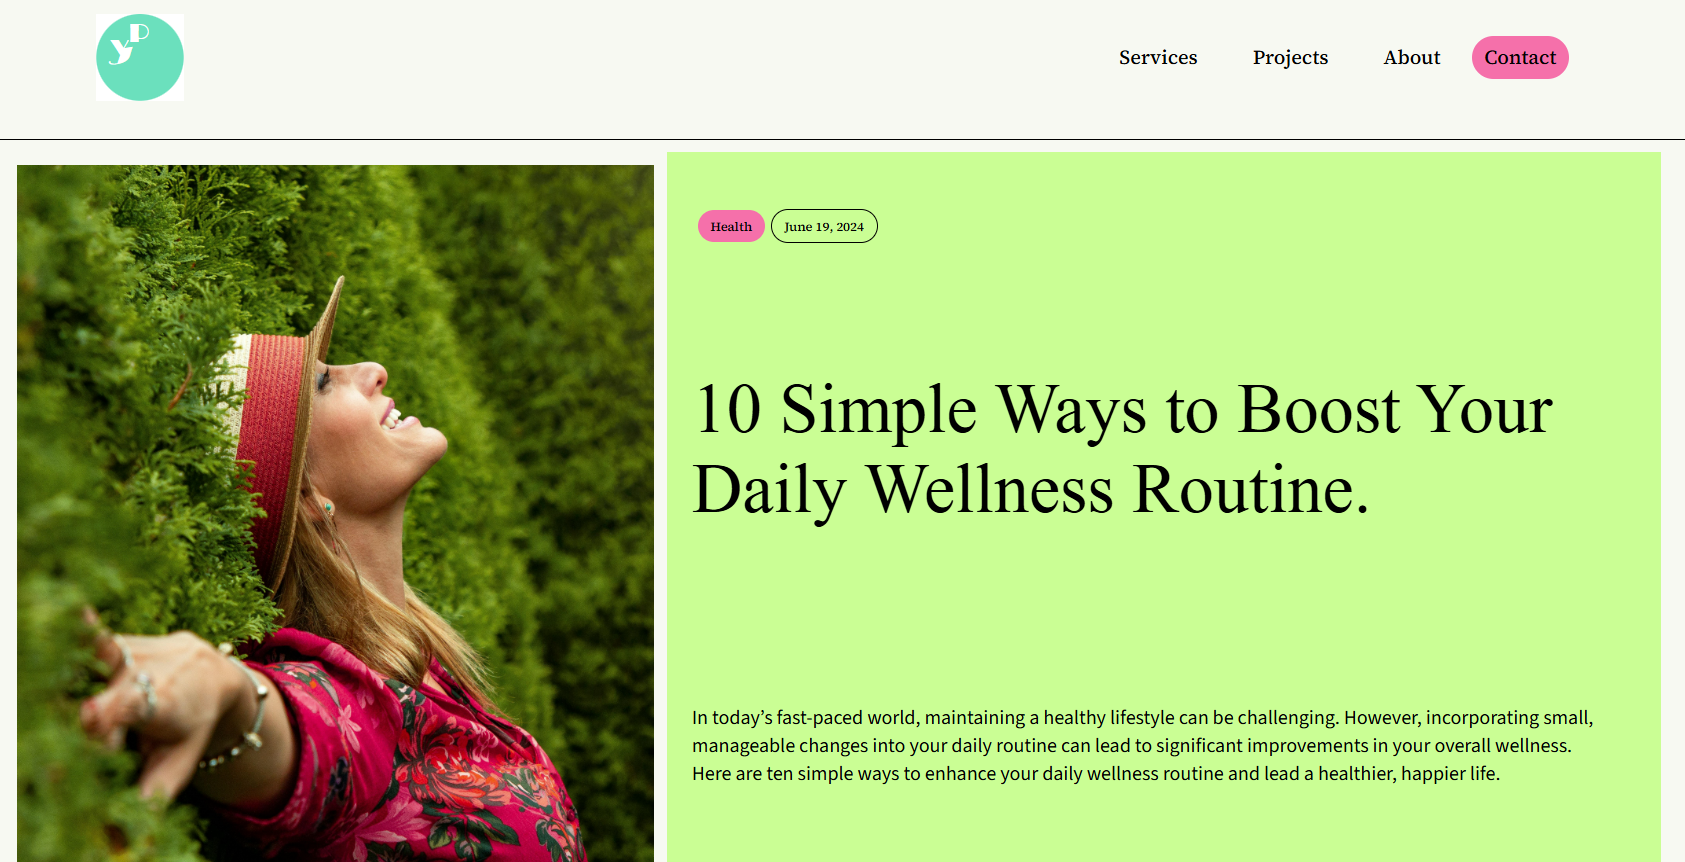 yP
Services Projects About Contact
Health June 19, 2024
10 Simple Ways to Boost Your
Daily Wellness Routine.
In today’s fast-paced world, maintaining a healthy lifestyle can be challenging. However, incorporating small,
manageable changes into your daily routine can lead to significant improvements in your overall wellness.
Here are ten simple ways to enhance your daily wellness routine and lead a healthier, happier life.